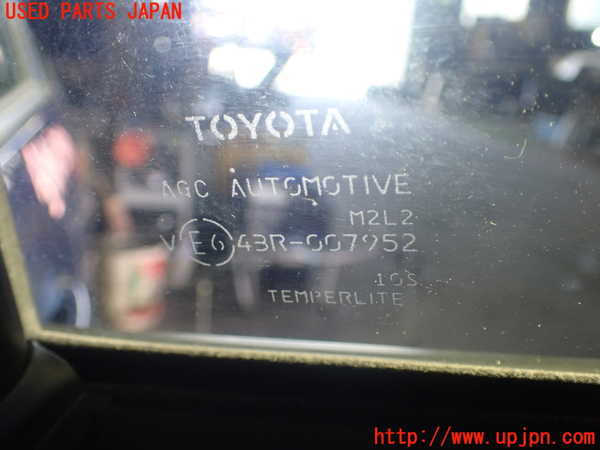 USED PARTS JAPAN
TOYOTA
AGC AUTOMOTIVE
M2L2
V E6 43R-007952
10S
TEMPERLITE
http://www.upjpn.com/